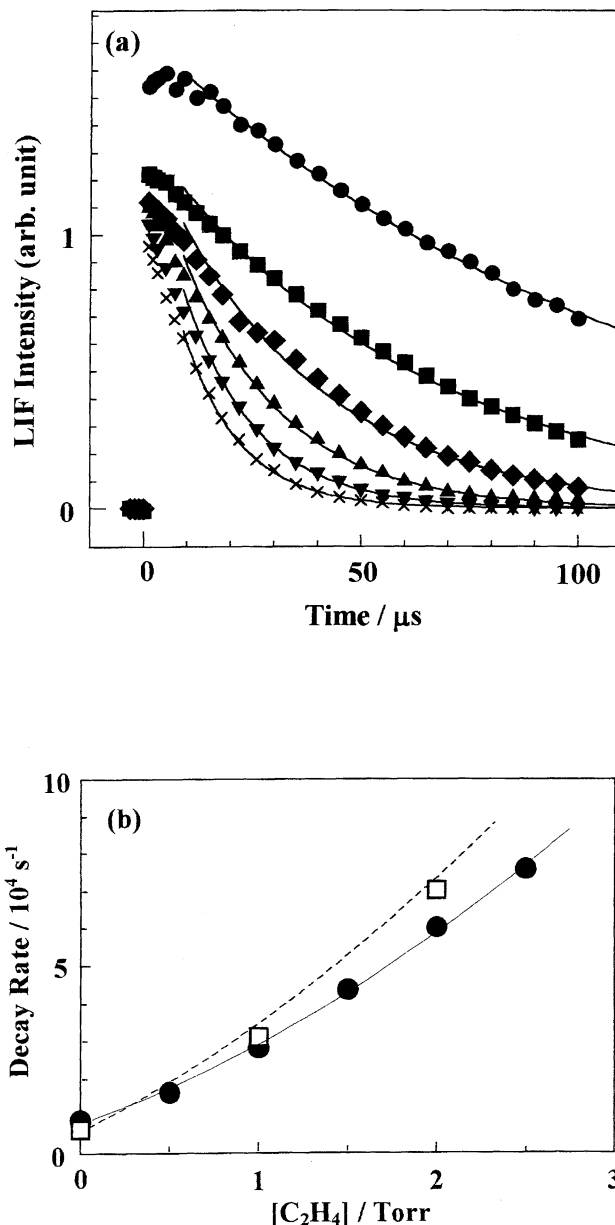 (a)
LIF Intensity (arb. unit)
1
0
0
50
100
Time / μs
(b)
Decay Rate / 10⁴ s⁻¹
10
5
0
0
1
2
3
[C₂H₄] / Torr